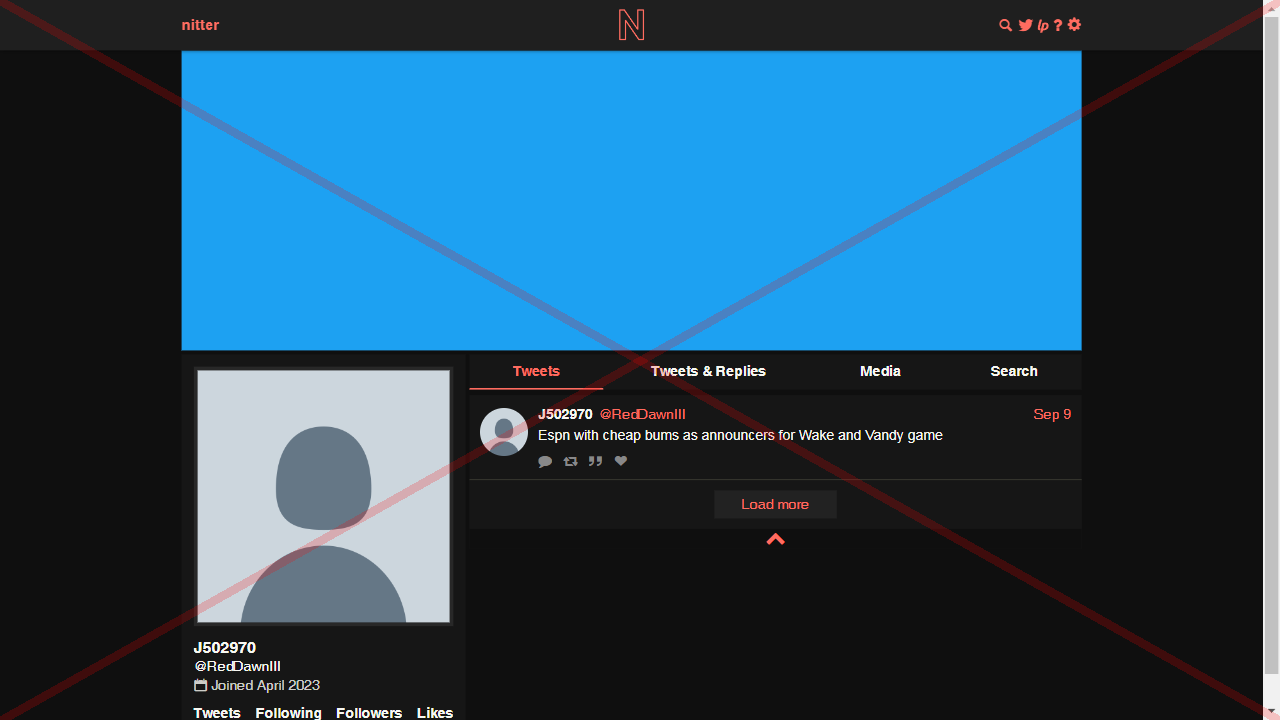 nitter
N
lp ?
Tweets Tweets & Replies Media Search
J502970 @RedDawnIII Sep 9
Espn with cheap bums as announcers for Wake and Vandy game
Load more
J502970
@RedDawnIII
Joined April 2023
Tweets Following Followers Likes